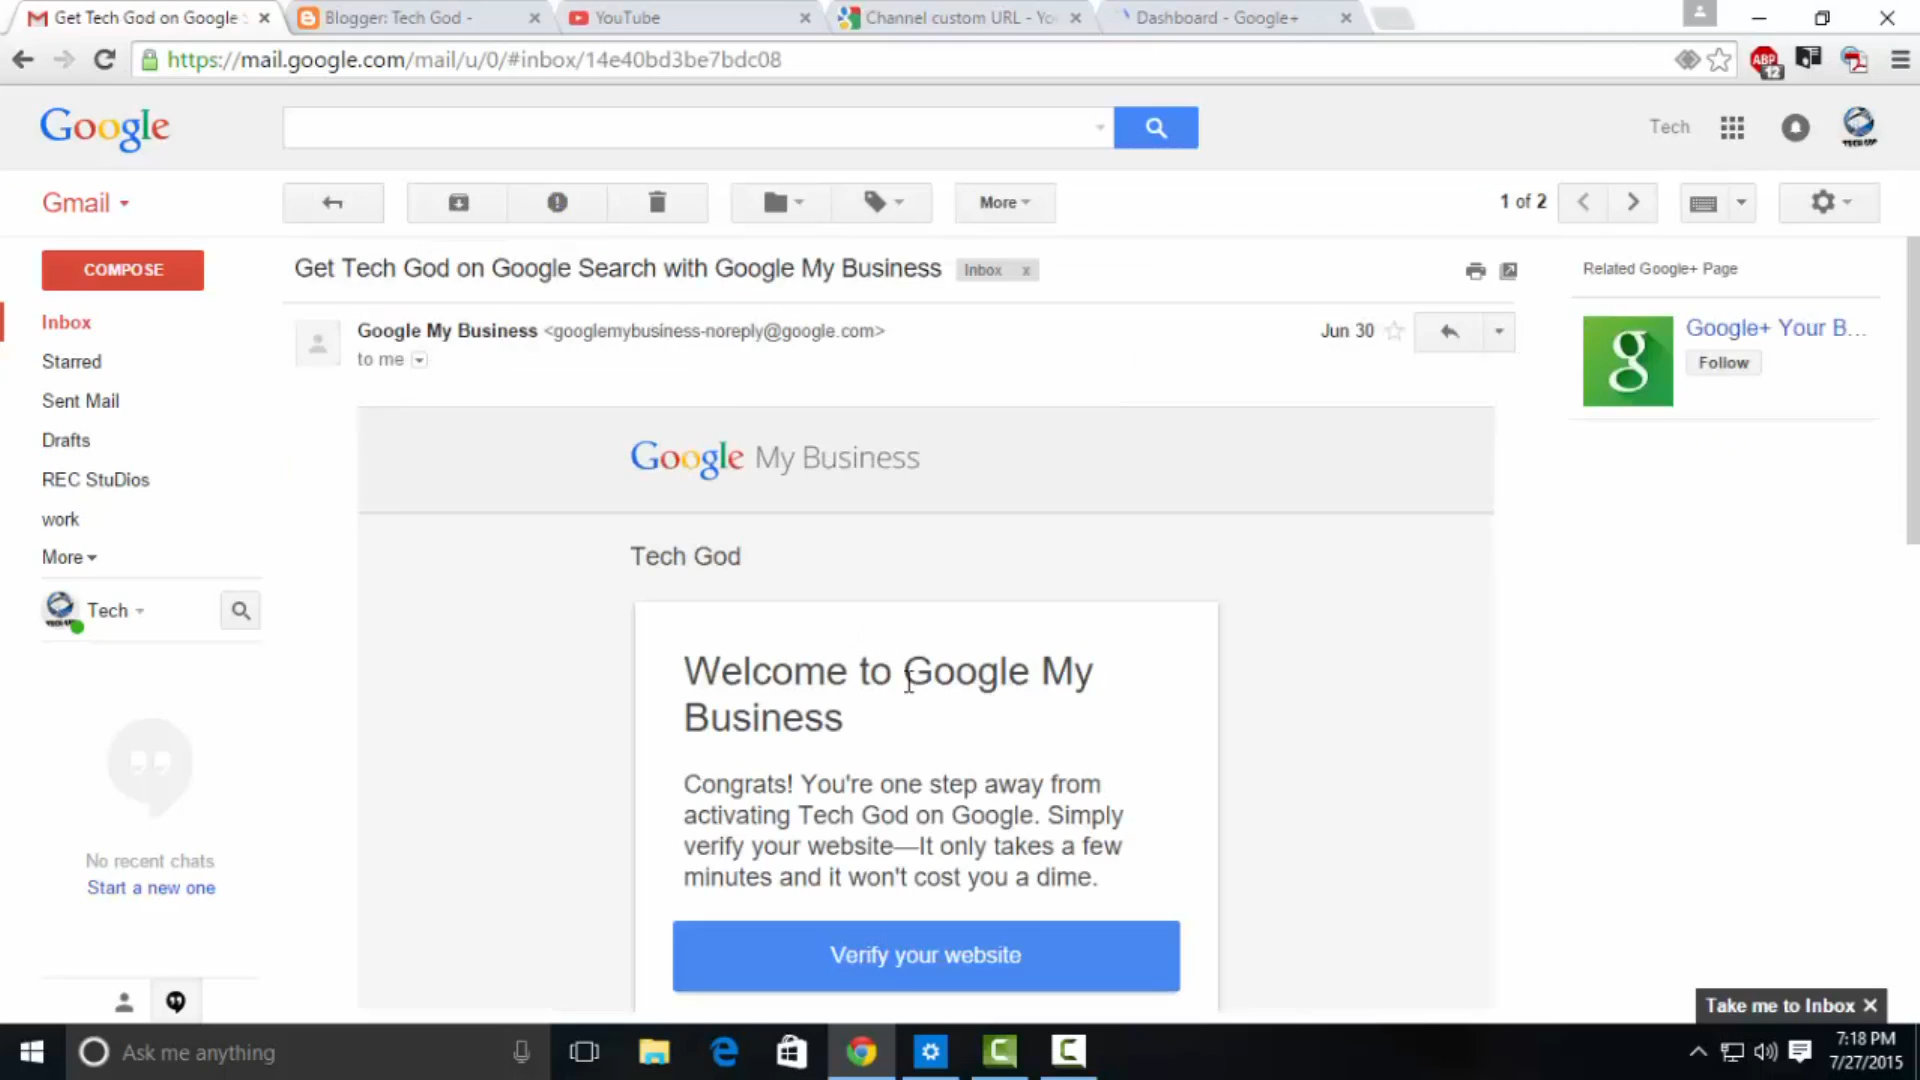 Get Tech God on Google S
Blogger: Tech God -
YouTube
Channel custom URL - Yo
Dashboard - Google+
https://mail.google.com/mail/u/0/#inbox/14e40bd3be7bdc08
ABP
12
Google
Tech
TECH GOD
Gmail
More
1 of 2
COMPOSE
Get Tech God on Google Search with Google My Business
Inbox x
Related Google+ Page
Inbox
Google My Business <googlemybusiness-noreply@google.com>
Jun 30
Google+ Your B...
to me
g
Follow
Starred
Sent Mail
Drafts
REC StuDios
work
More
Google My Business
Tech God
Tech
Welcome to Google My
Business
Congrats! You're one step away from
activating Tech God on Google. Simply
verify your website—It only takes a few
minutes and it won't cost you a dime.
No recent chats
Start a new one
Verify your website
Take me to Inbox
Ask me anything
7:18 PM
7/27/2015